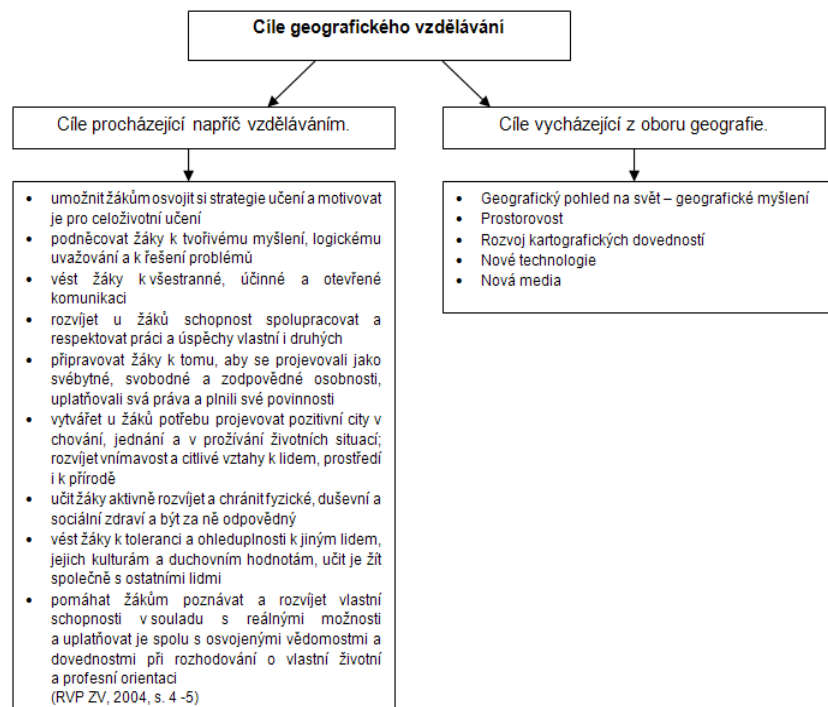 Cíle geografického vzdělávání
Cíle procházející napříč vzděláváním.
Cíle vycházející z oboru geografie.
• umožnit žákům osvojit si strategie učení a motivovat
je pro celoživotní učení
• podněcovat žáky k tvořivému myšlení, logickému
uvažování a k řešení problémů
• vést žáky k všestranné, účinné a otevřené
komunikaci
• rozvíjet u žáků schopnost spolupracovat a
respektovat práci a úspěchy vlastní i druhých
• připravovat žáky k tomu, aby se projevovali jako
svébytné, svobodné a zodpovědné osobnosti,
uplatňovali svá práva a plnili své povinnosti
• vytvářet u žáků potřebu projevovat pozitivní city v
chování, jednání a v prožívání životních situací;
rozvíjet vnímavost a citlivé vztahy k lidem, prostředí
i k přírodě
• učit žáky aktivně rozvíjet a chránit fyzické, duševní a
sociální zdraví a být za ně odpovědný
• vést žáky k toleranci a ohleduplnosti k jiným lidem,
jejich kulturám a duchovním hodnotám, učit je žít
společně s ostatními lidmi
• pomáhat žákům poznávat a rozvíjet vlastní
schopnosti v souladu s reálnými možnosti
a uplatňovat je spolu s osvojenými vědomostmi a
dovednostmi při rozhodování o vlastní životní
a profesní orientaci
(RVP ZV, 2004, s. 4 -5)
• Geografický pohled na svět – geografické myšlení
• Prostorovost
• Rozvoj kartografických dovedností
• Nové technologie
• Nová media